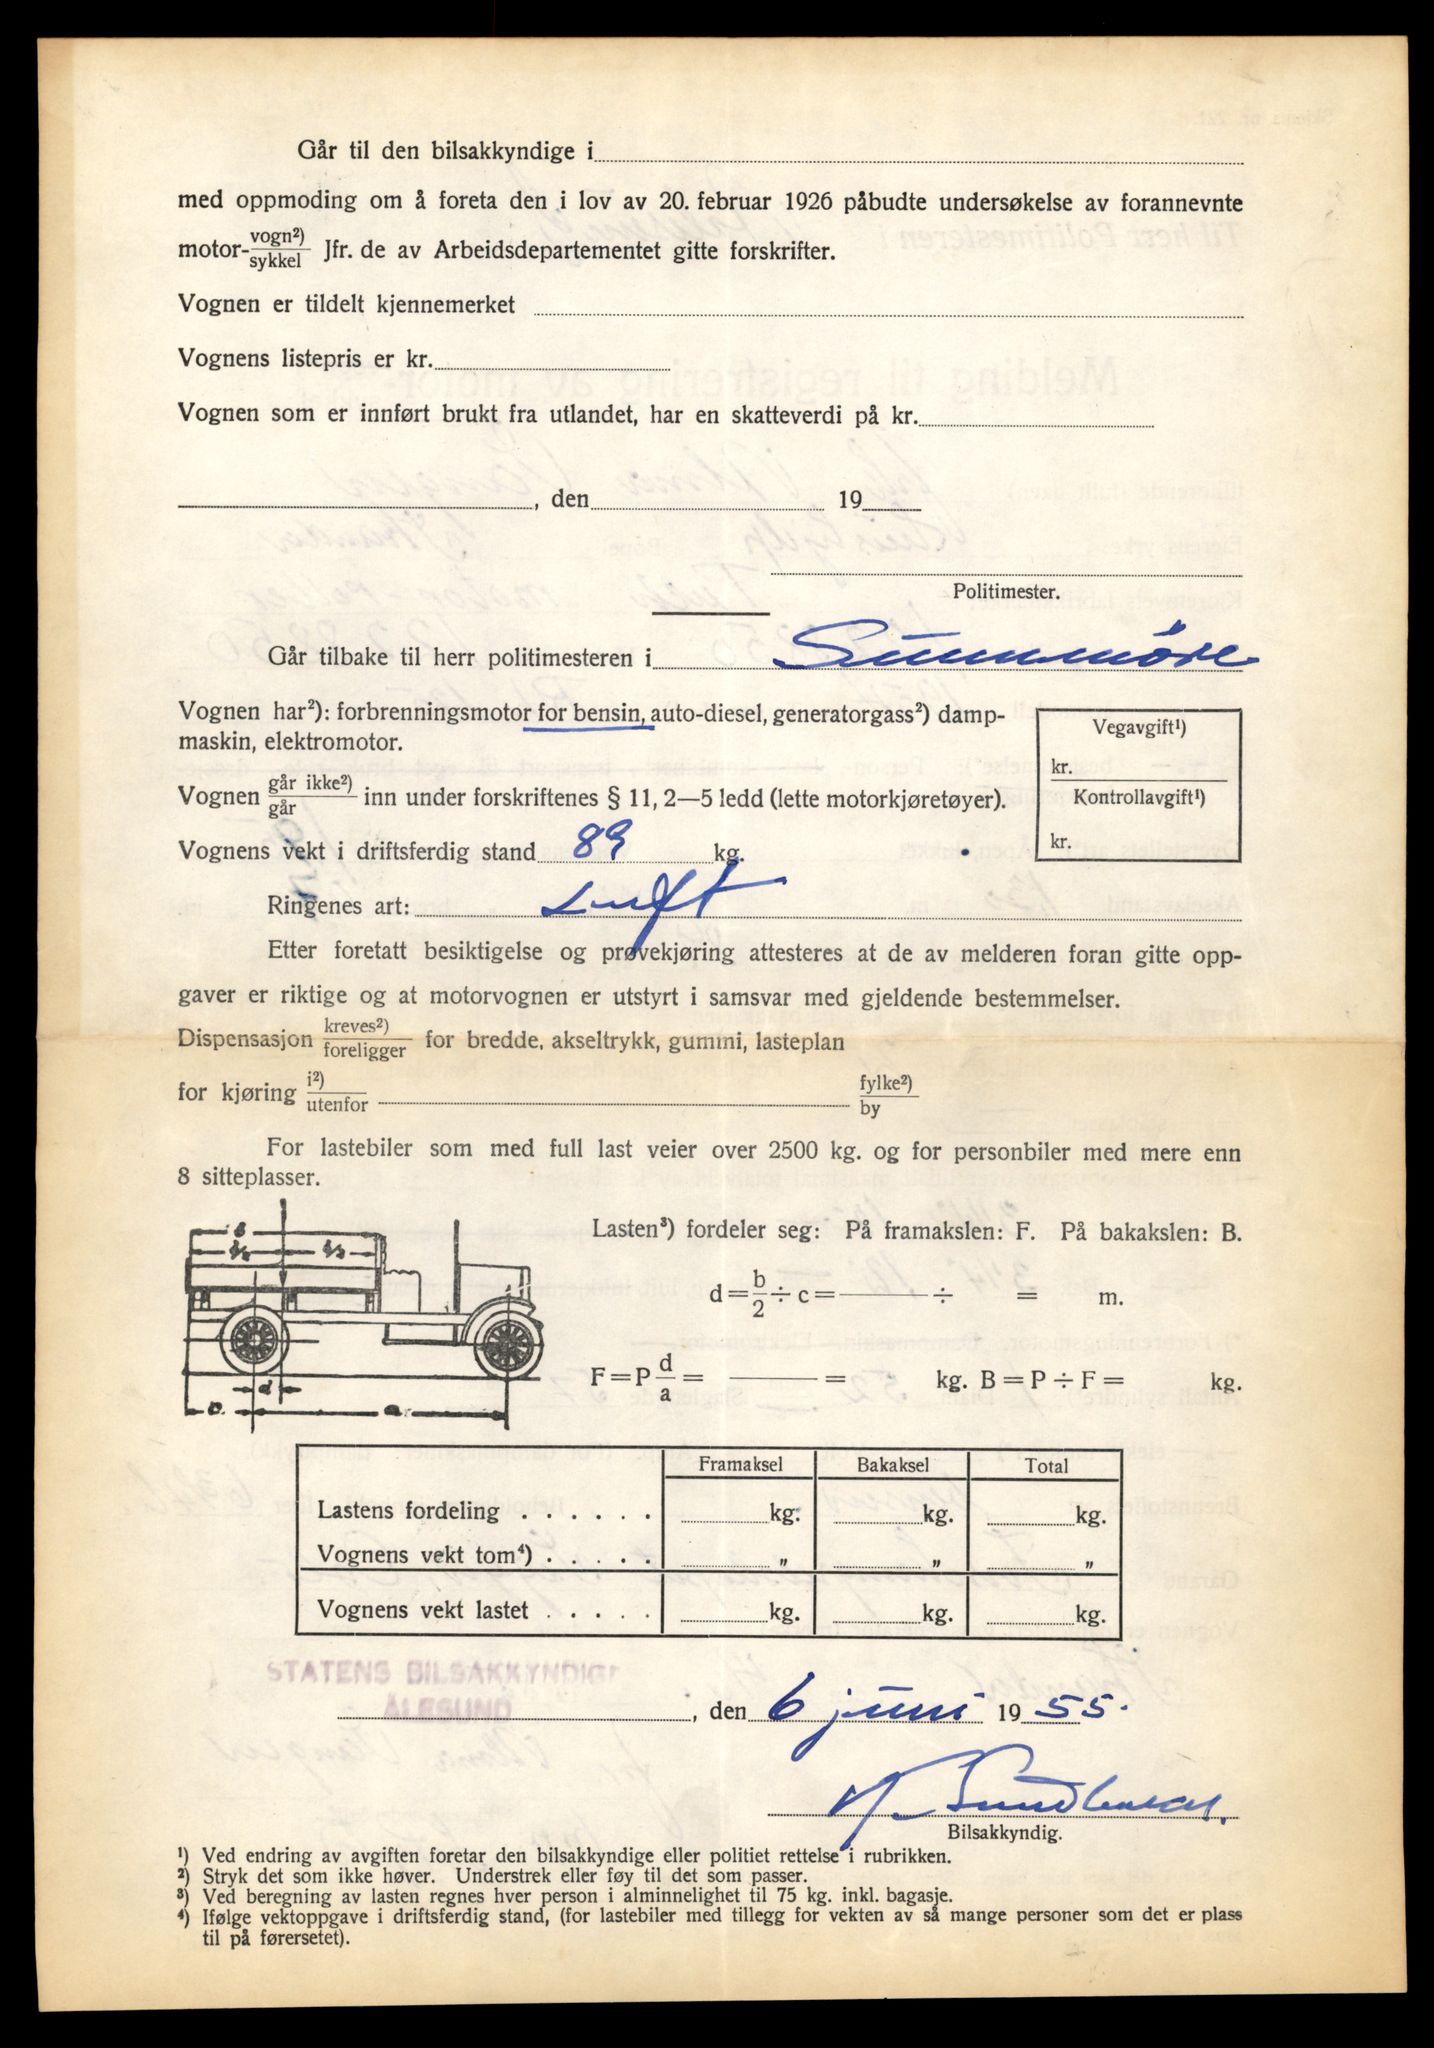 Går til den bilsakkyndige i
med oppmoding om å foreta den i lov av 20. februar 1926 påbudte undersøkelse av forannevnte
motor-vogn²)/sykkel Jfr. de av Arbeidsdepartementet gitte forskrifter.
Vognen er tildelt kjennemerket
Vognens listepris er kr.
Vognen som er innført brukt fra utlandet, har en skatteverdi på kr.
, den 19
Politimester.
Går tilbake til herr politimesteren i Sunnmøre
Vognen har²): forbrenningsmotor for bensin, auto-diesel, generatorgass²) damp-
maskin, elektromotor.
Vegavgift¹)
kr.
Kontrollavgift¹)
kr.
Vognen går ikke²)/går inn under forskriftenes § 11, 2—5 ledd (lette motorkjøretøyer).
Vognens vekt i driftsferdig stand 89 kg.
Ringenes art: Luft
Etter foretatt besiktigelse og prøvekjøring attesteres at de av melderen foran gitte opp-
gaver er riktige og at motorvognen er utstyrt i samsvar med gjeldende bestemmelser.
Dispensasjon kreves²)/foreligger for bredde, akseltrykk, gummi, lasteplan
for kjøring i²)/utenfor fylke²)/by
For lastebiler som med full last veier over 2500 kg. og for personbiler med mere enn
8 sitteplasser.
Lasten³) fordeler seg: På framakslen: F. På bakakslen: B.
d = b/2 ÷ c = ÷ = m.
F = P d/a = = kg. B = P ÷ F = kg.
Framaksel Bakaksel Total
Lastens fordeling . . . . . . kg. kg. kg.
Vognens vekt tom⁴) . . . . . „ „ „
Vognens vekt lastet . . . . . kg. kg. kg.
STATENS BILSAKKYNDIGE
ÅLESUND
, den 6 juni 1955.
Bilsakkyndig.
¹) Ved endring av avgiften foretar den bilsakkyndige eller politiet rettelse i rubrikken.
²) Stryk det som ikke høver. Understrek eller føy til det som passer.
³) Ved beregning av lasten regnes hver person i alminnelighet til 75 kg. inkl. bagasje.
⁴) Ifølge vektoppgave i driftsferdig stand, (for lastebiler med tillegg for vekten av så mange personer som det er plass
til på førersetet).